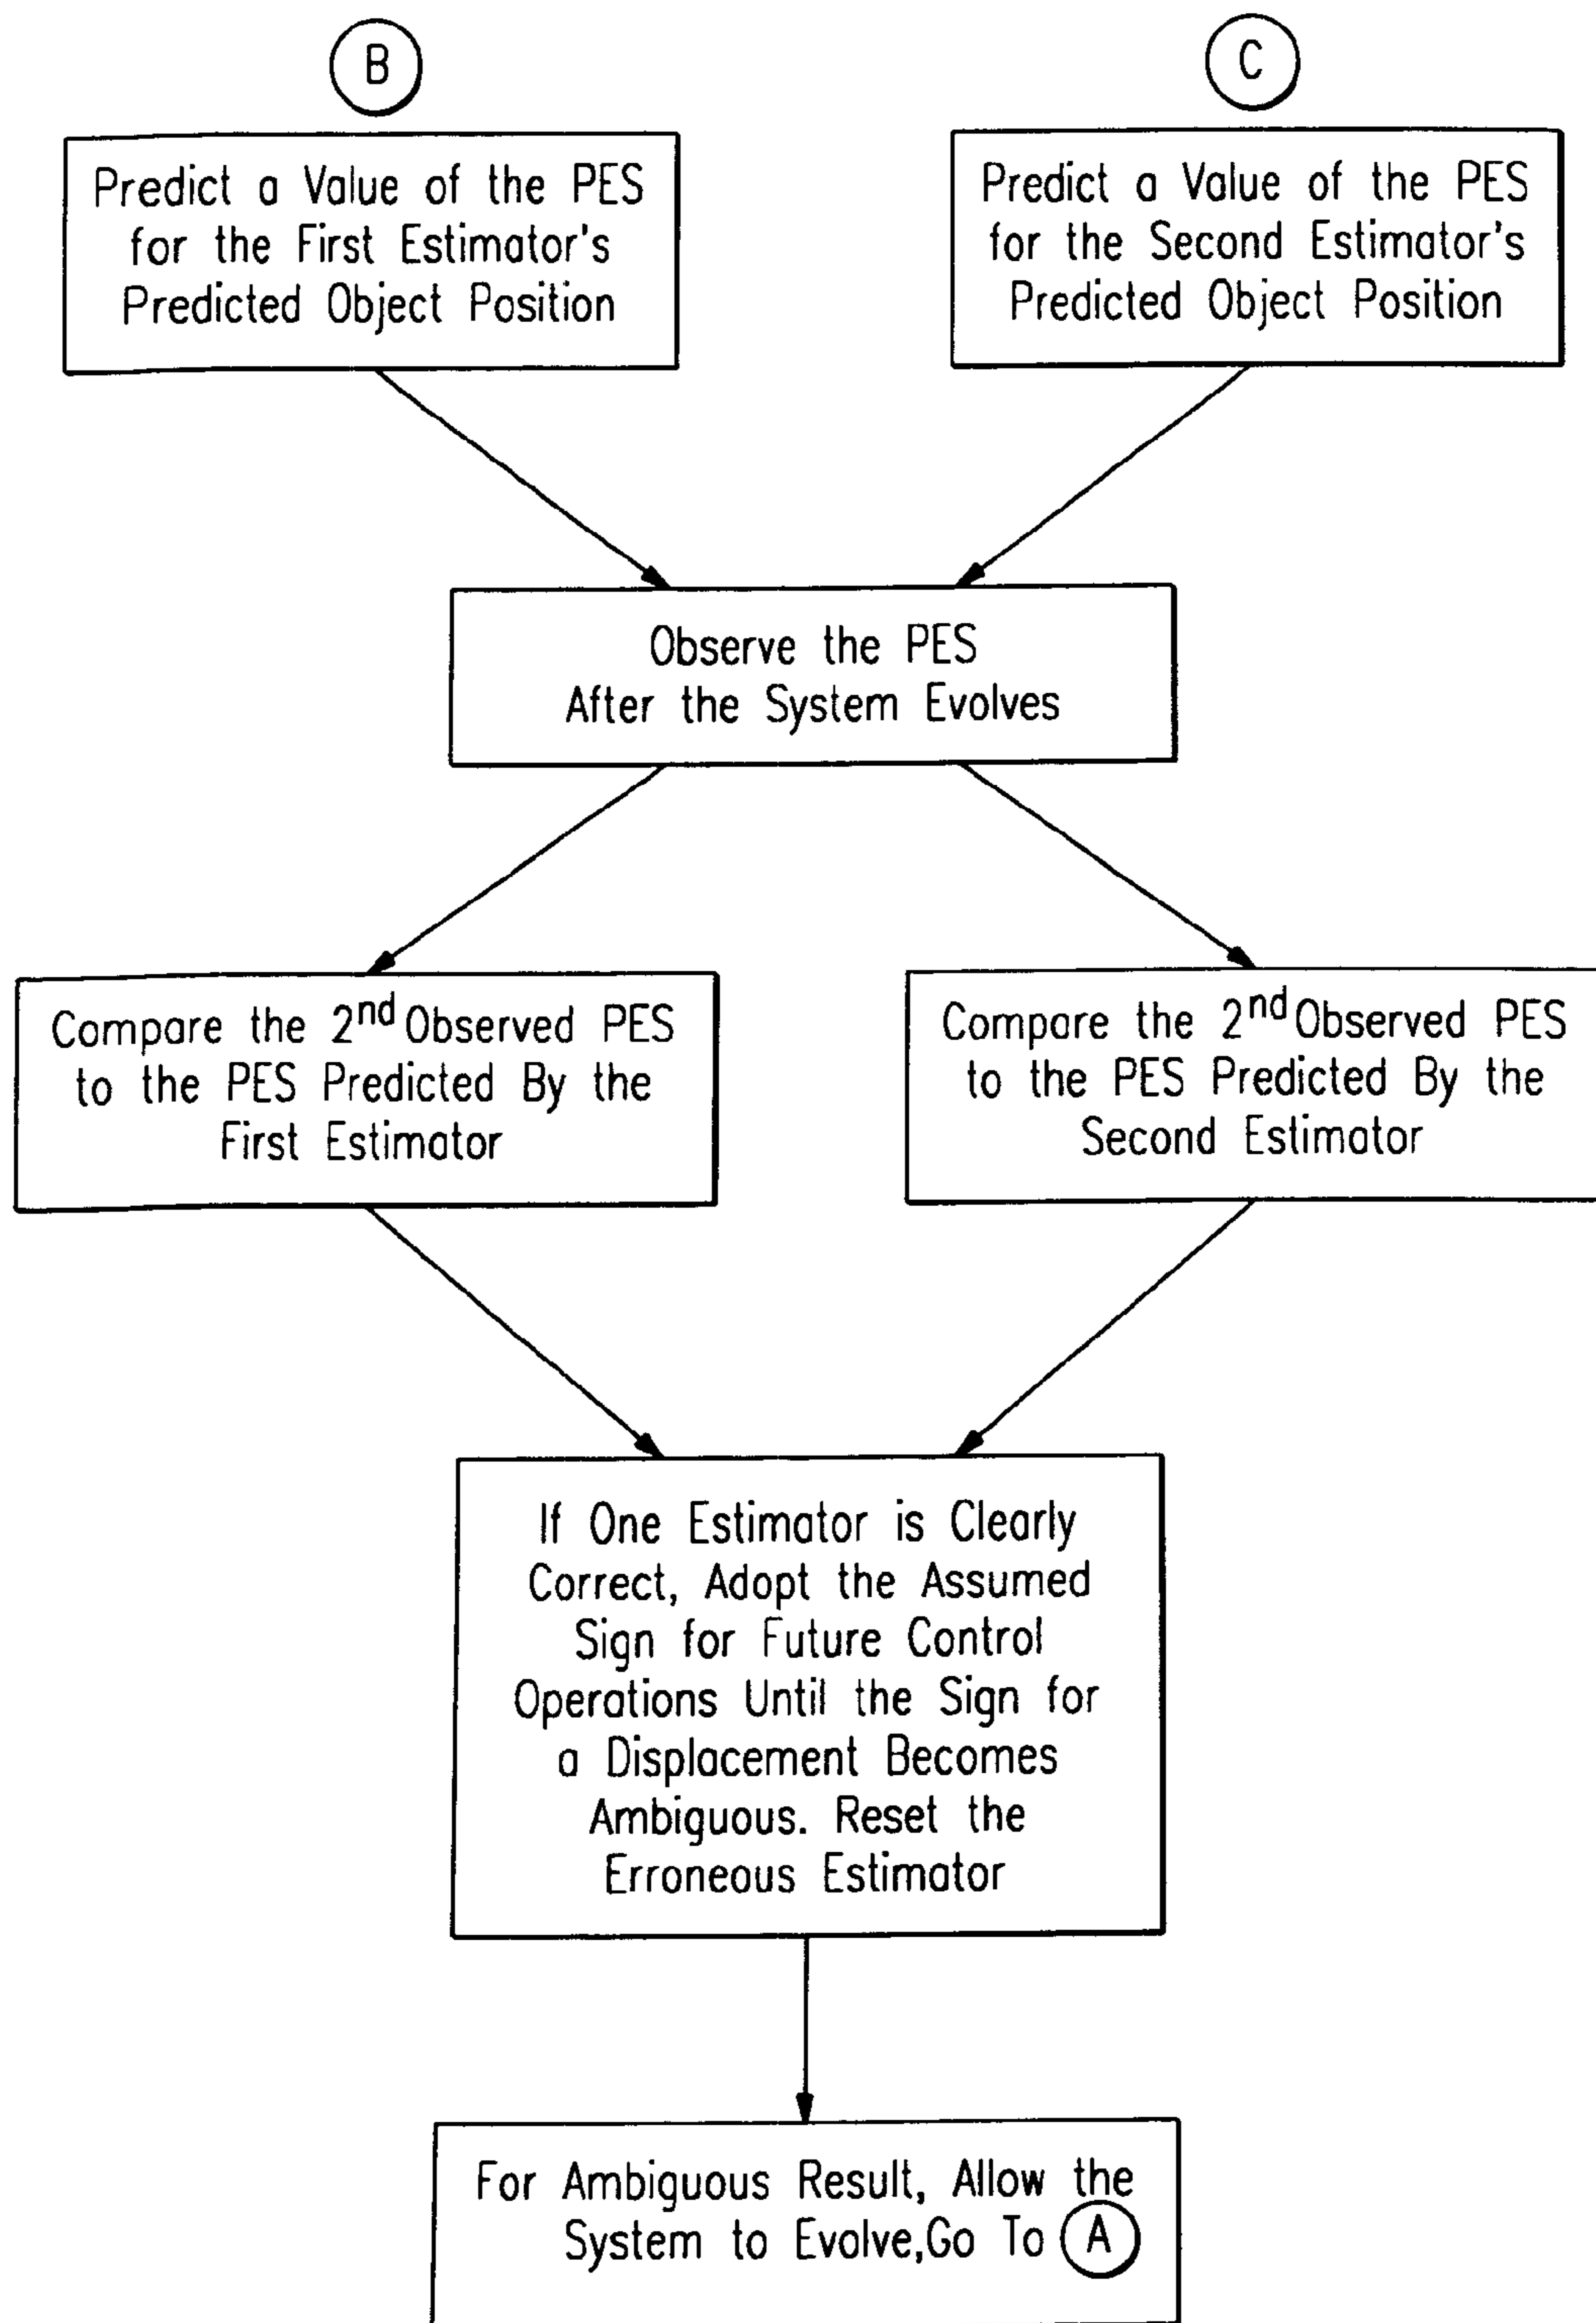 B
Predict a Value of the PES
for the First Estimator's
Predicted Object Position
C
Predict a Value of the PES
for the Second Estimator's
Predicted Object Position
Observe the PES
After the System Evolves
Compare the 2nd Observed PES
to the PES Predicted By the
First Estimator
Compare the 2nd Observed PES
to the PES Predicted By the
Second Estimator
If One Estimator is Clearly
Correct, Adopt the Assumed
Sign for Future Control
Operations Until the Sign for
a Displacement Becomes
Ambiguous. Reset the
Erroneous Estimator
For Ambiguous Result, Allow the
System to Evolve,Go To A